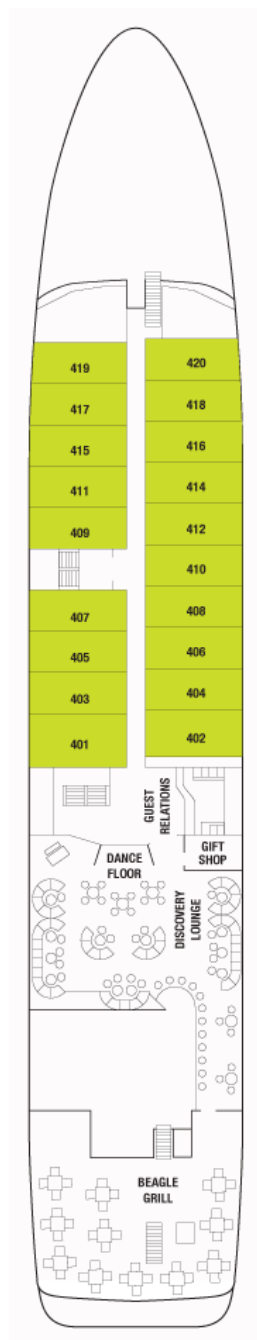 420
419
418
417
416
415
414
411
412
409
410
408
407
406
405
404
403
402
401
GUEST
RELATIONS
GIFT
SHOP
DANCE
FLOOR
DISCOVERY
LOUNGE
BEAGLE
GRILL